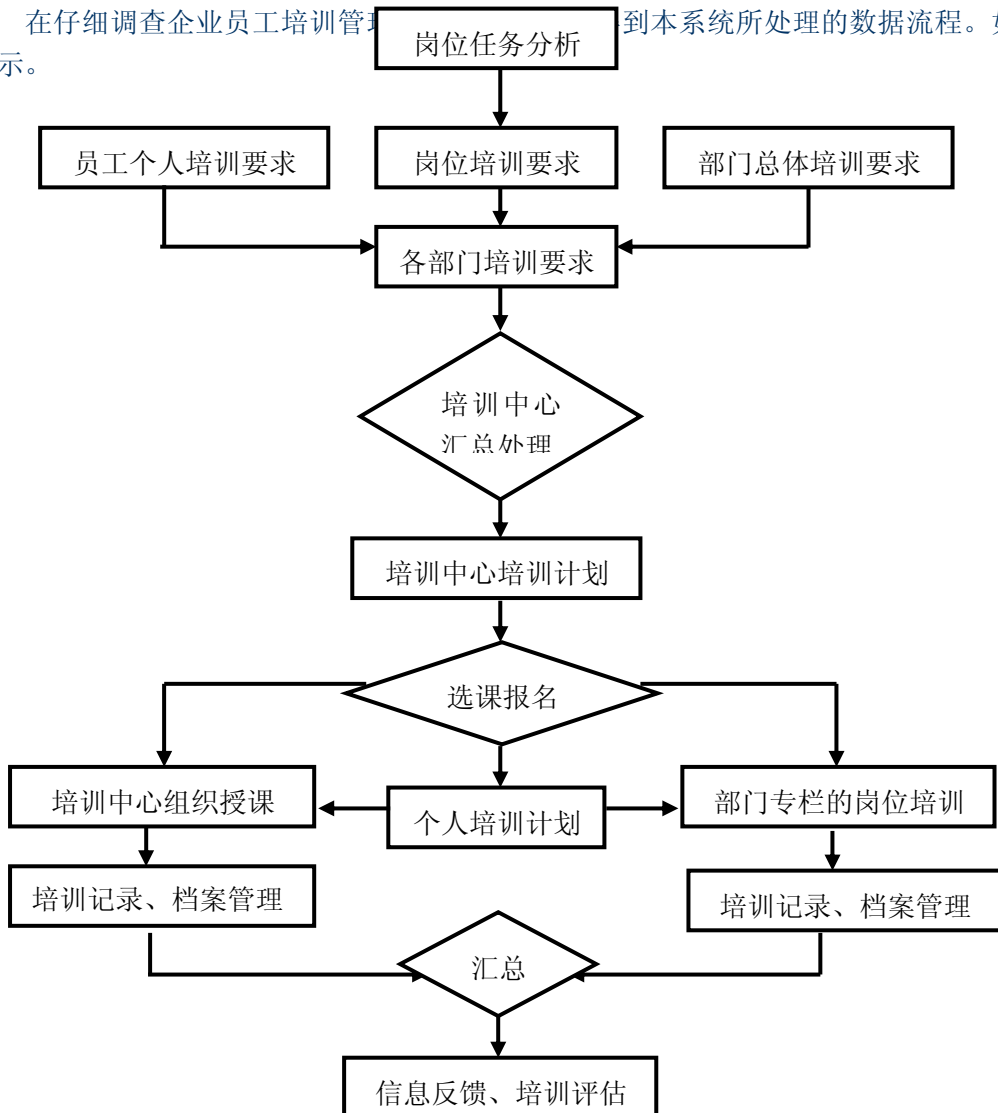 在仔细调查企业员工培训管 到本系统所处理的数据流程。
示。
岗位任务分析
员工个人培训要求
岗位培训要求
部门总体培训要求
各部门培训要求
培训中心
汇总处理
培训中心培训计划
选课报名
培训中心组织授课
个人培训计划
部门专栏的岗位培训
培训记录、档案管理
培训记录、档案管理
汇总
信息反馈、培训评估